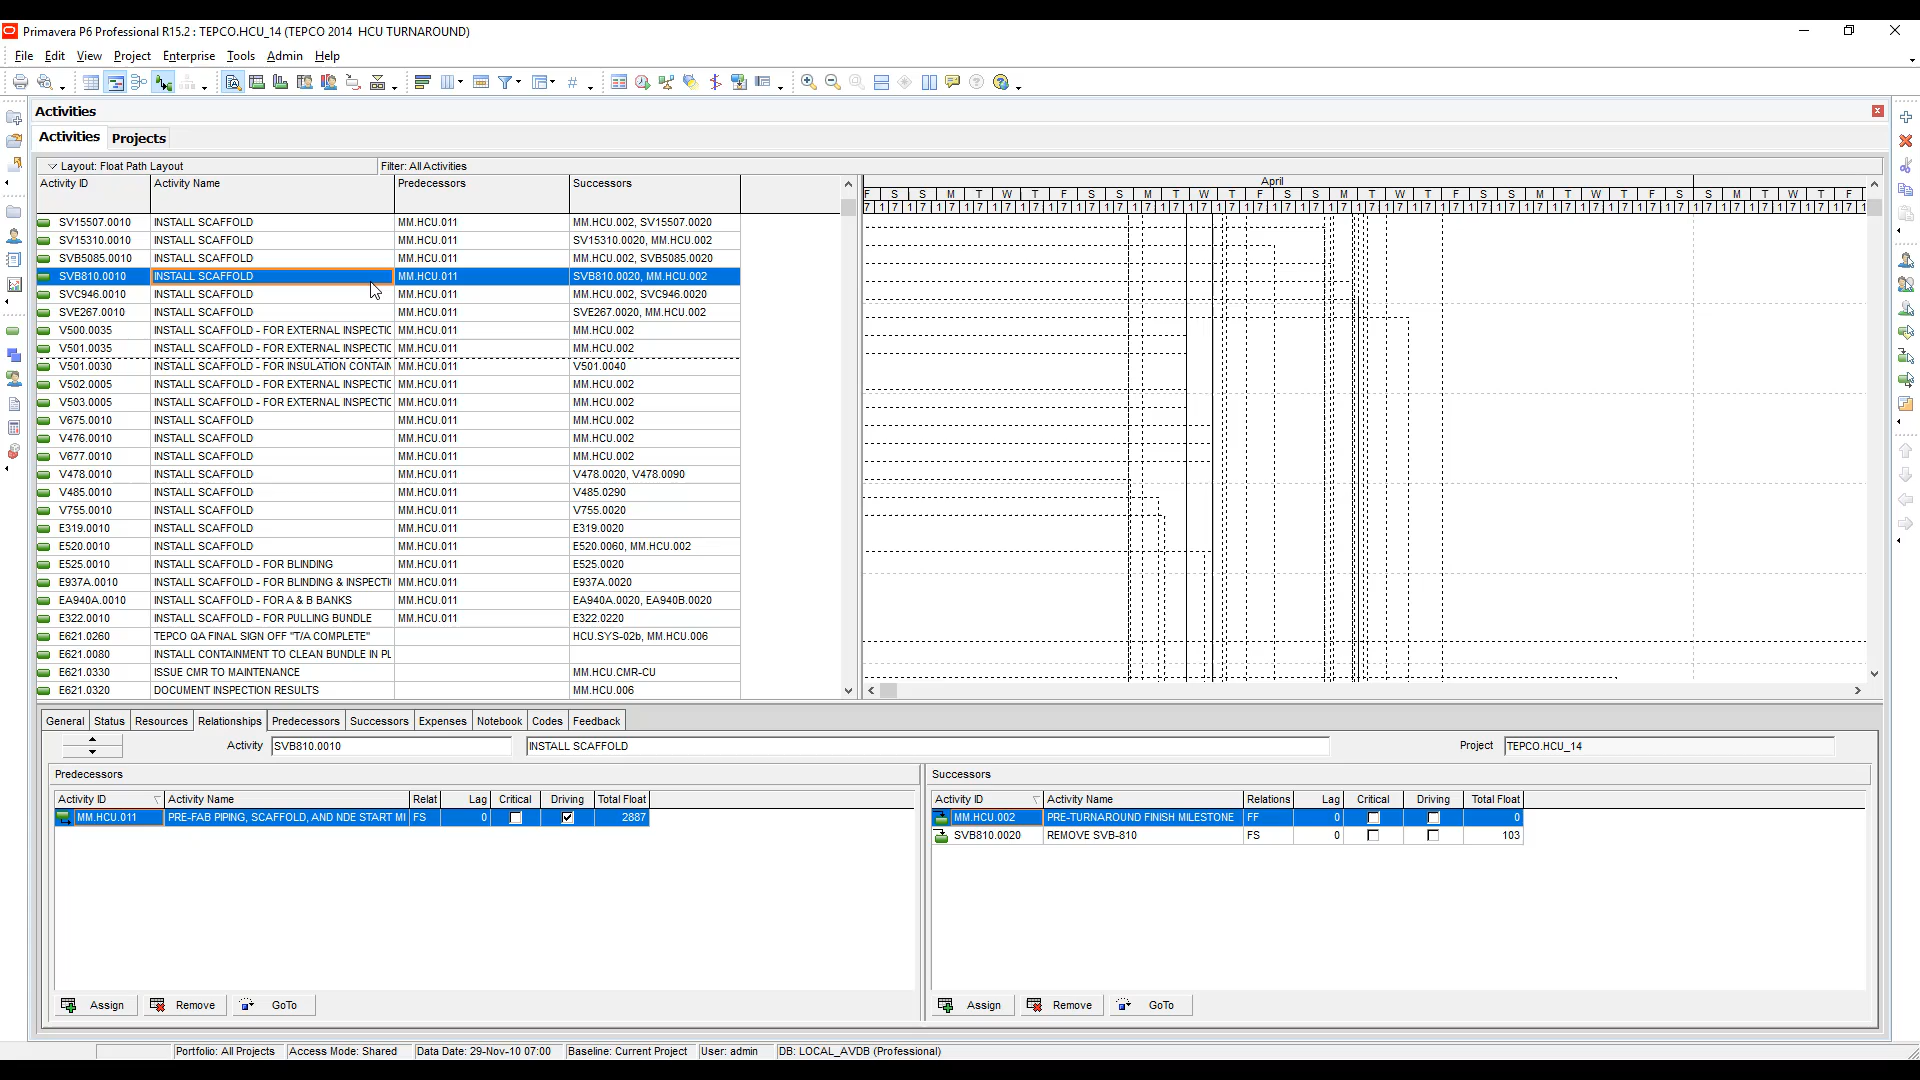 Primavera P6 Professional R15.2 : TEPCO.HCU_14 (TEPCO 2014  HCU TURNAROUND)
File Edit View Project Enterprise Tools Admin Help
Activities
Activities Projects
Layout: Float Path Layout Filter: All Activities
Activity ID Activity Name Predecessors Successors
April
F S S M T W T F S S M T W T F S S M T W T F S S M T W T F S S M T W T F
SV15507.0010 INSTALL SCAFFOLD MM.HCU.011 MM.HCU.002, SV15507.0020
SV15310.0010 INSTALL SCAFFOLD MM.HCU.011 SV15310.0020, MM.HCU.002
SVB5085.0010 INSTALL SCAFFOLD MM.HCU.011 MM.HCU.002, SVB5085.0020
SVB810.0010 INSTALL SCAFFOLD MM.HCU.011 SVB810.0020, MM.HCU.002
SVC946.0010 INSTALL SCAFFOLD MM.HCU.011 MM.HCU.002, SVC946.0020
SVE267.0010 INSTALL SCAFFOLD MM.HCU.011 SVE267.0020, MM.HCU.002
V500.0035 INSTALL SCAFFOLD - FOR EXTERNAL INSPECTIC MM.HCU.011 MM.HCU.002
V501.0035 INSTALL SCAFFOLD - FOR EXTERNAL INSPECTIC MM.HCU.011 MM.HCU.002
V501.0030 INSTALL SCAFFOLD - FOR INSULATION CONTAIN MM.HCU.011 V501.0040
V502.0005 INSTALL SCAFFOLD - FOR EXTERNAL INSPECTIC MM.HCU.011 MM.HCU.002
V503.0005 INSTALL SCAFFOLD - FOR EXTERNAL INSPECTIC MM.HCU.011 MM.HCU.002
V675.0010 INSTALL SCAFFOLD MM.HCU.011 MM.HCU.002
V476.0010 INSTALL SCAFFOLD MM.HCU.011 MM.HCU.002
V677.0010 INSTALL SCAFFOLD MM.HCU.011 MM.HCU.002
V478.0010 INSTALL SCAFFOLD MM.HCU.011 V478.0020, V478.0090
V485.0010 INSTALL SCAFFOLD MM.HCU.011 V485.0290
V755.0010 INSTALL SCAFFOLD MM.HCU.011 V755.0020
E319.0010 INSTALL SCAFFOLD MM.HCU.011 E319.0020
E520.0010 INSTALL SCAFFOLD MM.HCU.011 E520.0060, MM.HCU.002
E525.0010 INSTALL SCAFFOLD - FOR BLINDING MM.HCU.011 E525.0020
E937A.0010 INSTALL SCAFFOLD - FOR BLINDING & INSPECTI MM.HCU.011 E937A.0020
EA940A.0010 INSTALL SCAFFOLD - FOR A & B BANKS MM.HCU.011 EA940A.0020, EA940B.0020
E322.0010 INSTALL SCAFFOLD - FOR PULLING BUNDLE MM.HCU.011 E322.0220
E621.0260 TEPCO QA FINAL SIGN OFF "T/A COMPLETE" HCU.SYS-02b, MM.HCU.006
E621.0080 INSTALL CONTAINMENT TO CLEAN BUNDLE IN PL
E621.0330 ISSUE CMR TO MAINTENANCE MM.HCU.CMR-CU
E621.0320 DOCUMENT INSPECTION RESULTS MM.HCU.006
General Status Resources Relationships Predecessors Successors Expenses Notebook Codes Feedback
Activity SVB810.0010 INSTALL SCAFFOLD Project TEPCO.HCU_14
Predecessors
Activity ID Activity Name Relat Lag Critical Driving Total Float
MM.HCU.011 PRE-FAB PIPING, SCAFFOLD, AND NDE START MI FS 0 2887
Assign Remove GoTo
Successors
Activity ID Activity Name Relations Lag Critical Driving Total Float
MM.HCU.002 PRE-TURNAROUND FINISH MILESTONE FF 0 0
SVB810.0020 REMOVE SVB-810 FS 0 103
Assign Remove GoTo
Portfolio: All Projects Access Mode: Shared Data Date: 29-Nov-10 07:00 Baseline: Current Project User: admin DB: LOCAL_AVDB (Professional)